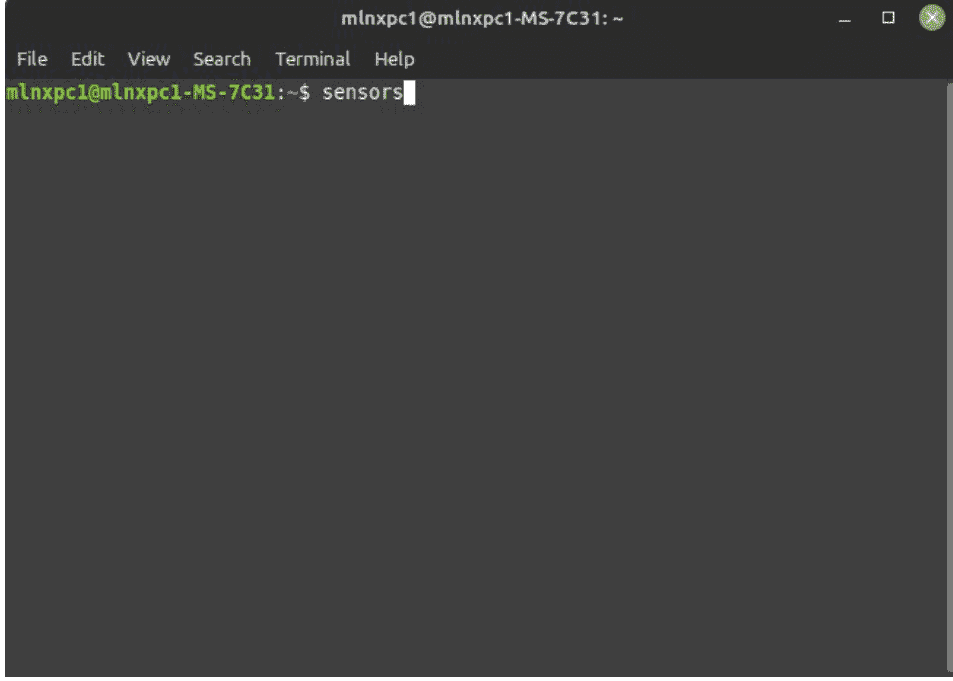 mlnxpc1@mlnxpc1-MS-7C31: ~
File Edit View Search Terminal Help
mlnxpc1@mlnxpc1-MS-7C31:~$ sensors